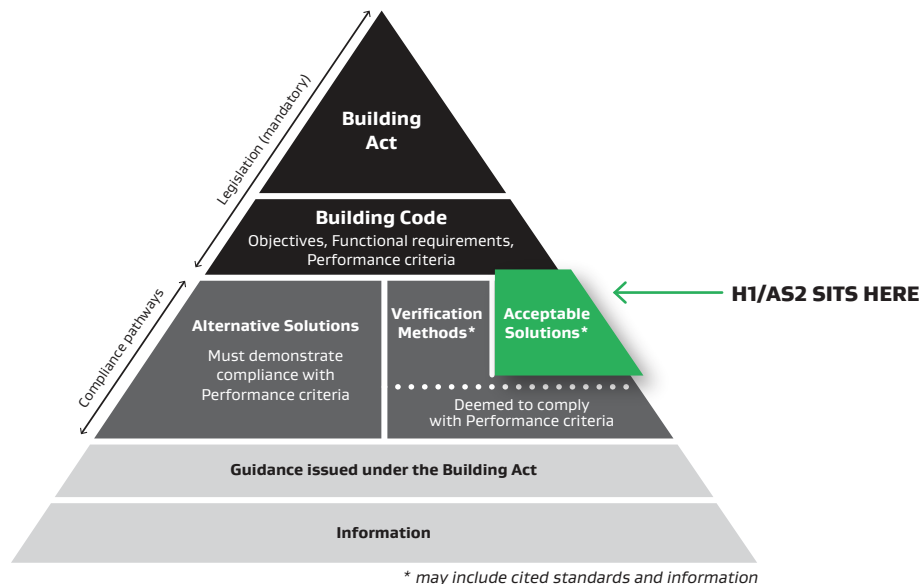 Building
Act
Legislation (mandatory)
Building Code
Objectives, Functional requirements,
Performance criteria
Compliance pathways
Alternative Solutions
Must demonstrate
compliance with
Performance criteria
Verification
Methods*
Acceptable
Solutions*
H1/AS2 SITS HERE
Deemed to comply
with Performance criteria
Guidance issued under the Building Act
Information
* may include cited standards and information